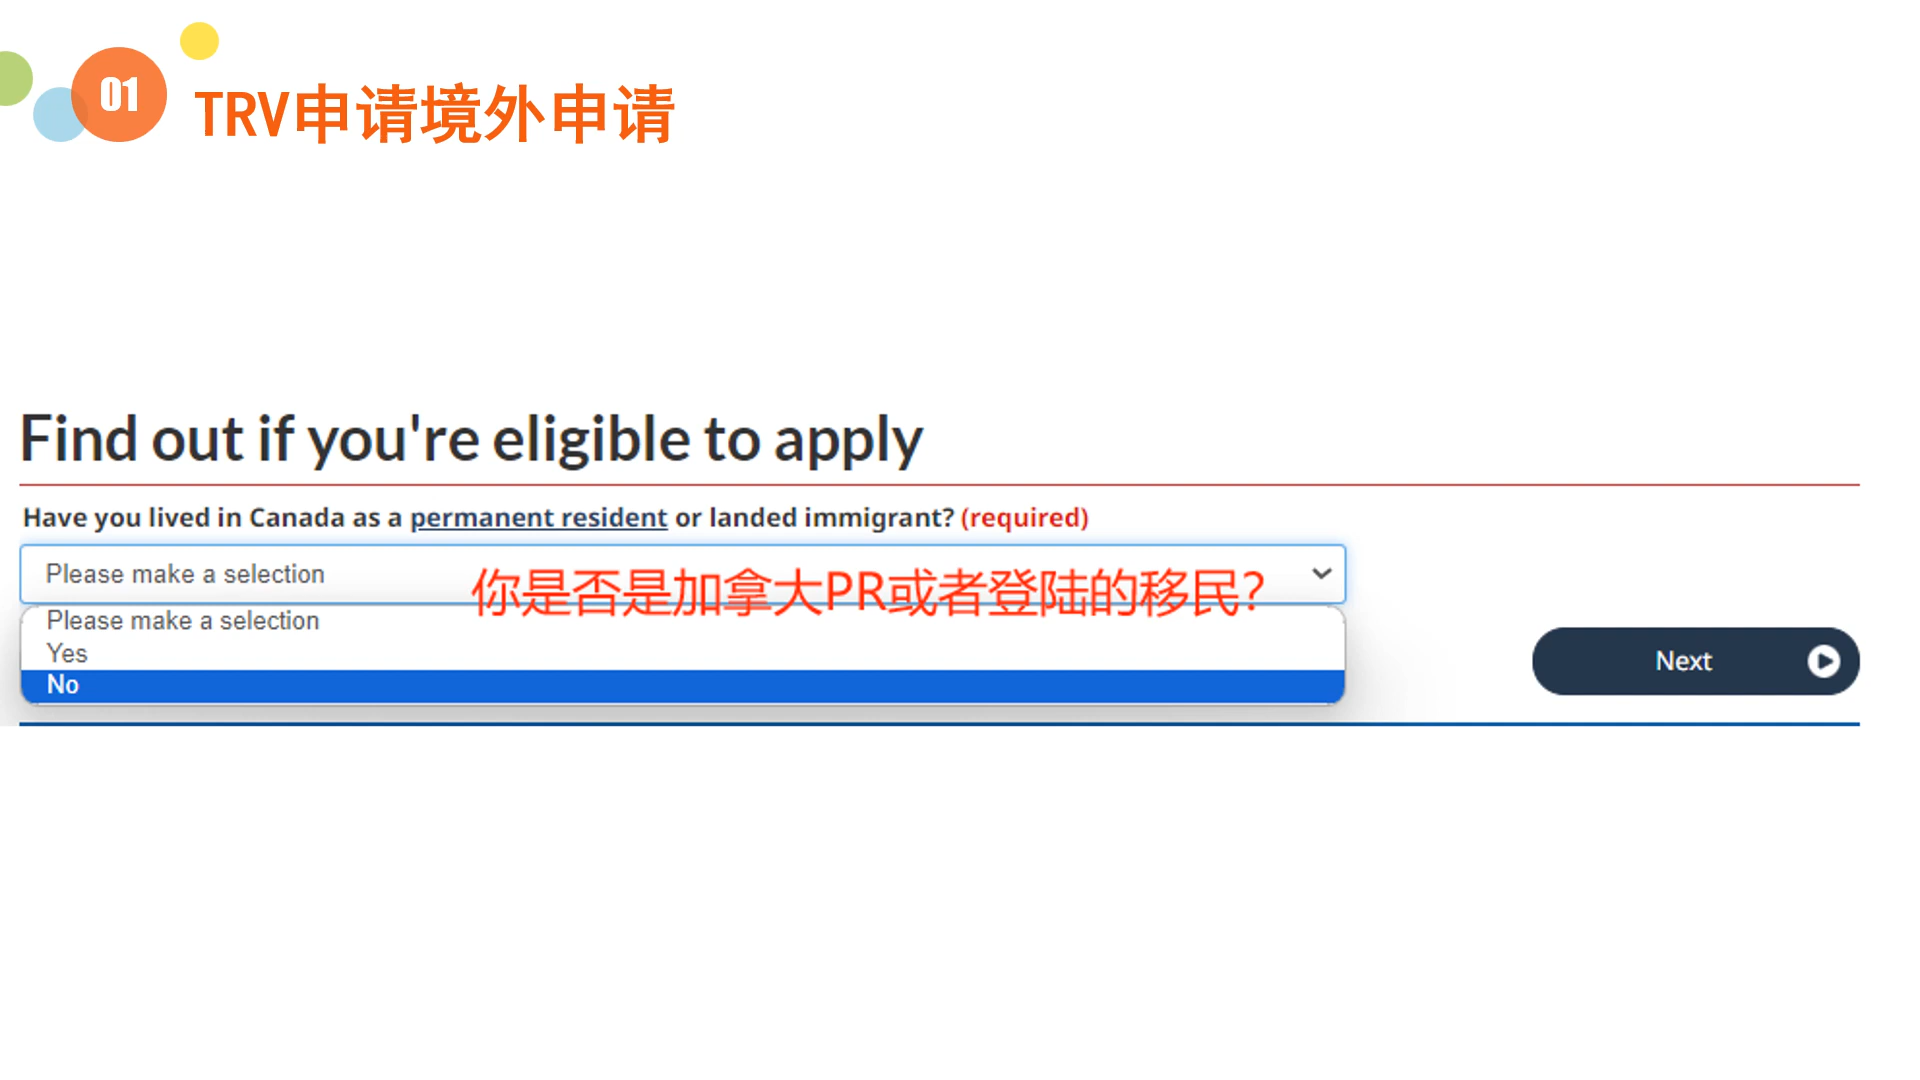 01
TRV申请境外申请
Find out if you're eligible to apply
Have you lived in Canada as a permanent resident or landed immigrant? (required)
Please make a selection
你是否是加拿大PR或者登陆的移民?
Please make a selection
Yes
No
Next